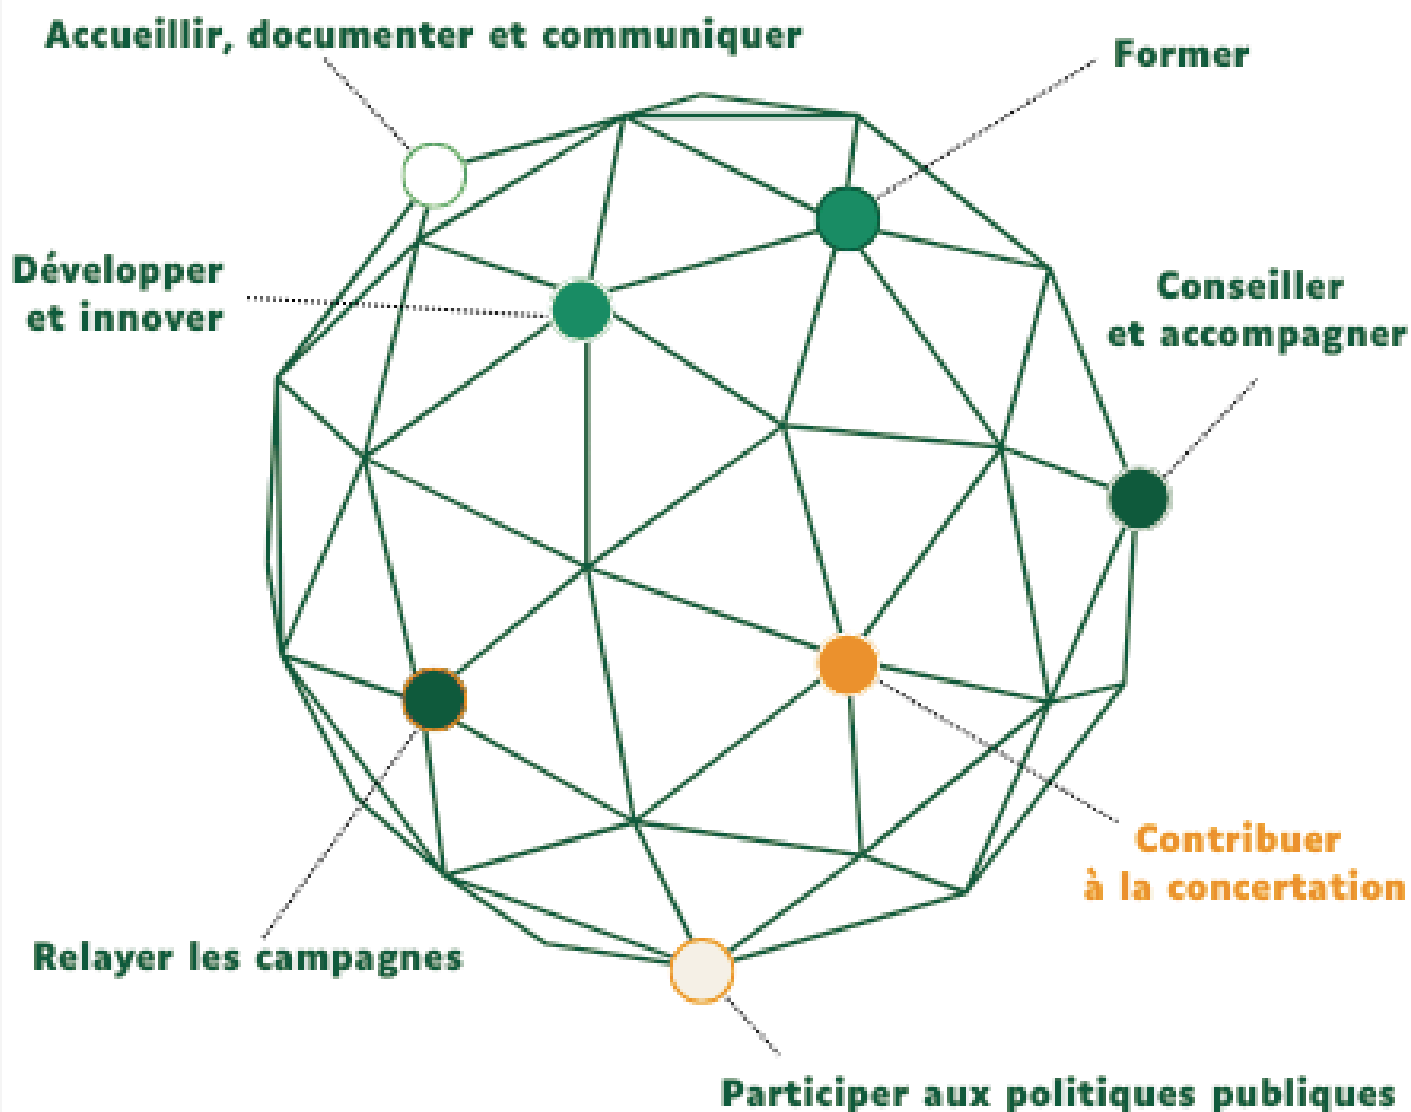 Accueillir, documenter et communiquer
Former
Développer
et innover
Conseiller
et accompagner
Contribuer
à la concertation
Relayer les campagnes
Participer aux politiques publiques